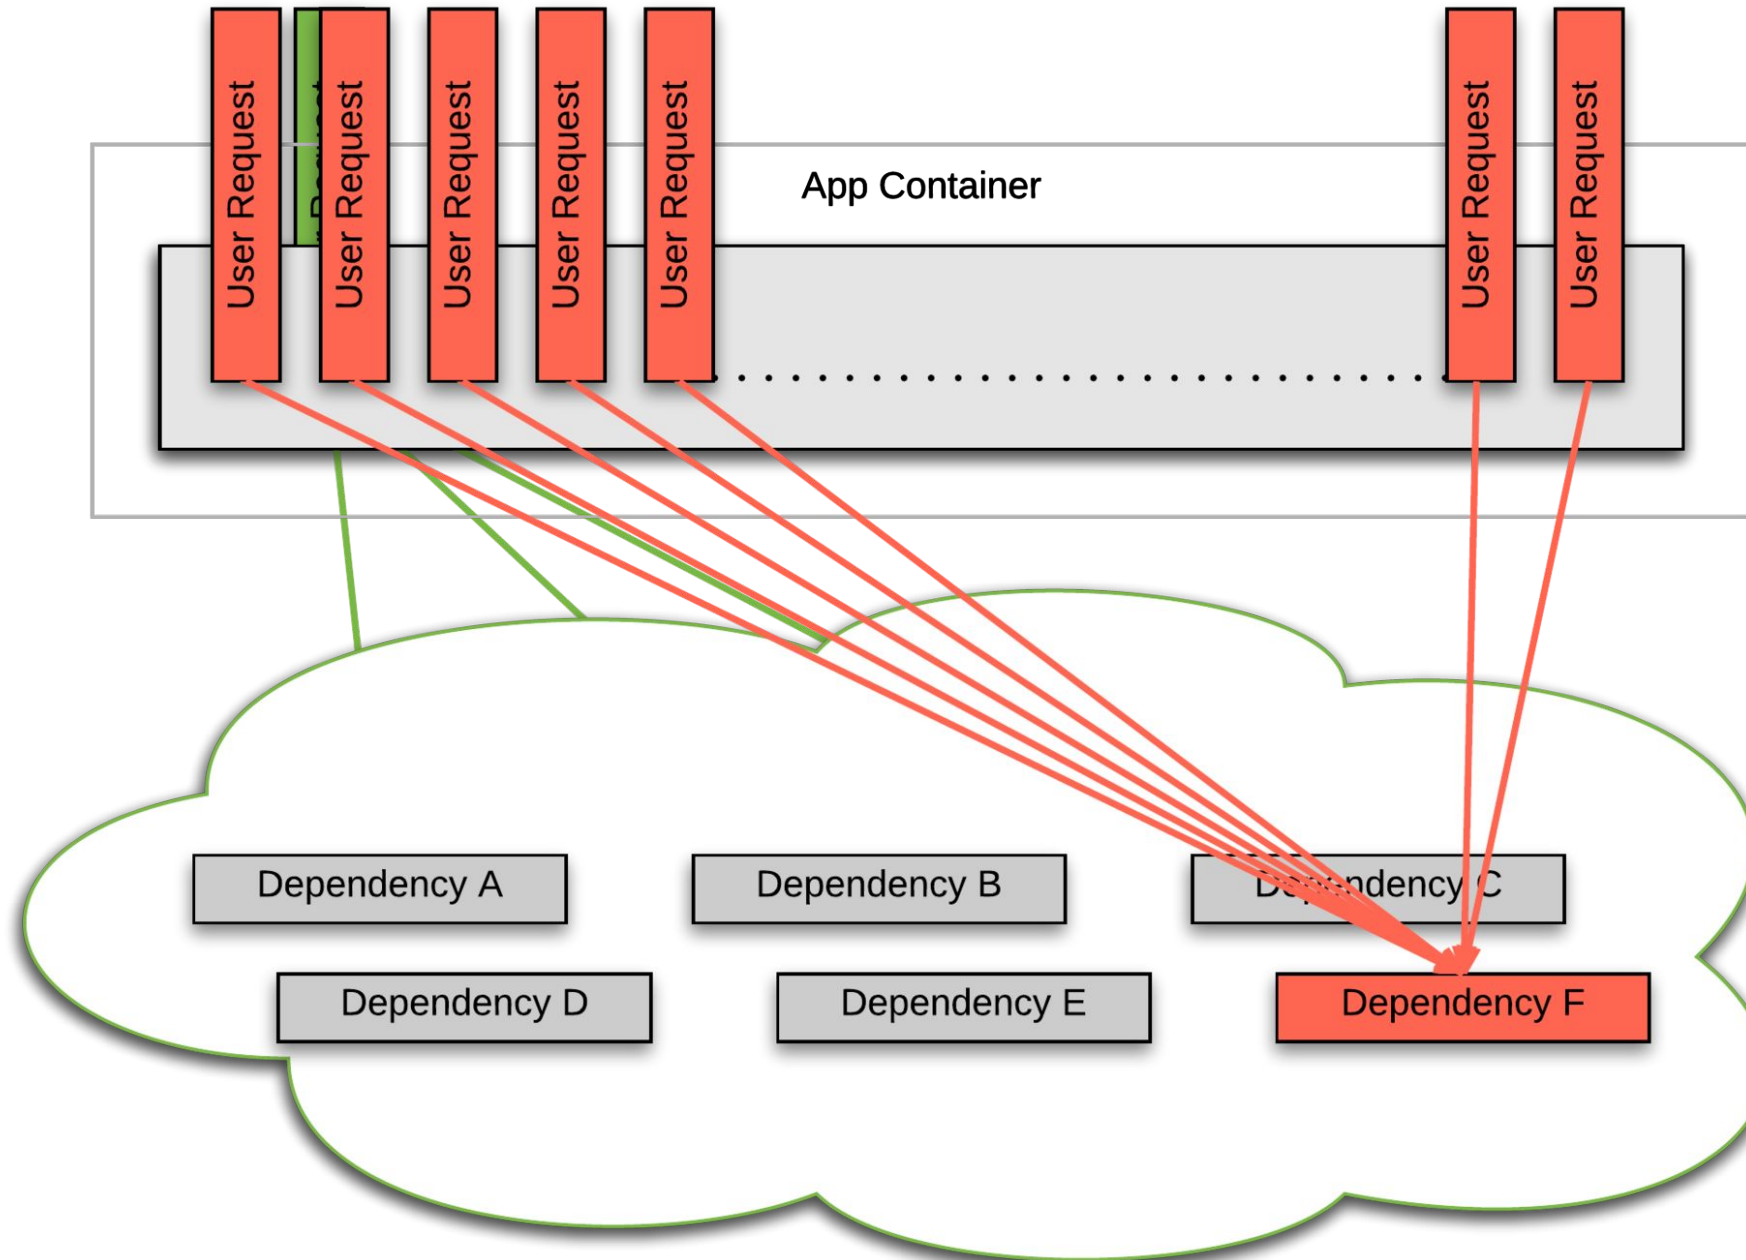 User Request
User Request
User Request
User Request
User Request
User Request
User Request
App Container
Dependency A
Dependency B
Dependency C
Dependency D
Dependency E
Dependency F